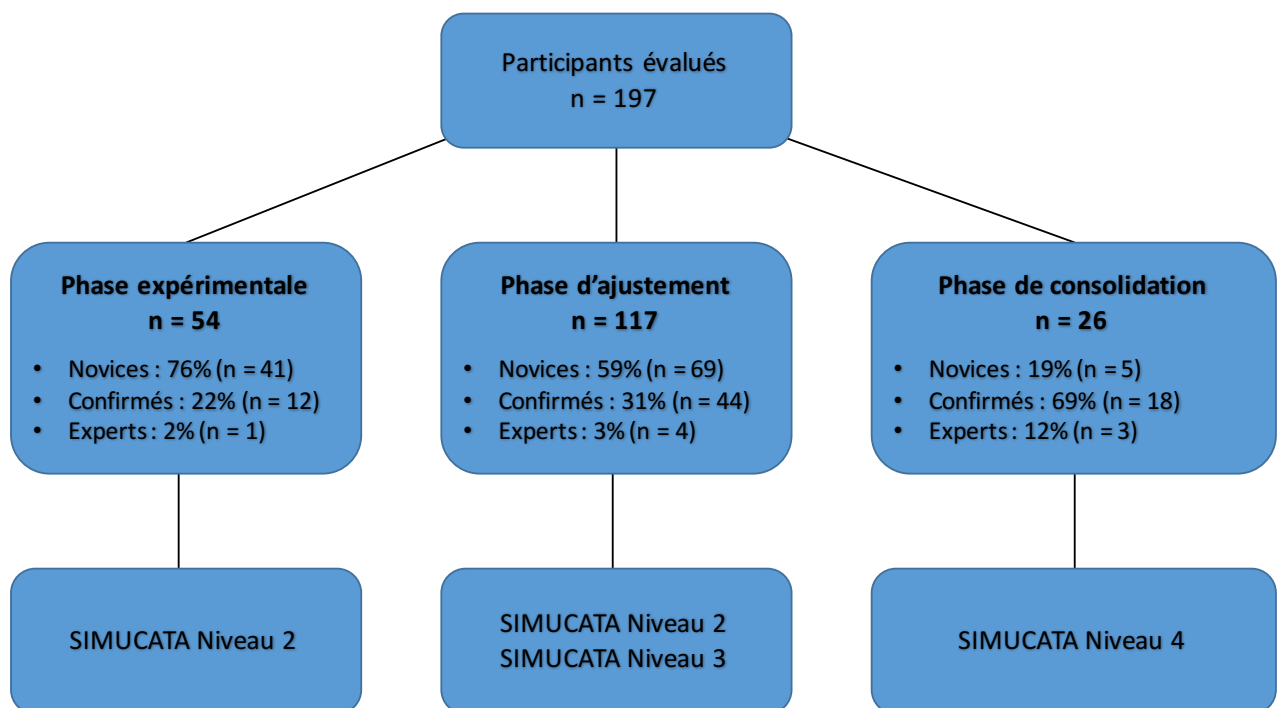 Participants évalués
n = 197
Phase expérimentale
n = 54
• Novices : 76% (n = 41)
• Confirmés : 22% (n = 12)
• Experts : 2% (n = 1)
Phase d’ajustement
n = 117
• Novices : 59% (n = 69)
• Confirmés : 31% (n = 44)
• Experts : 3% (n = 4)
Phase de consolidation
n = 26
• Novices : 19% (n = 5)
• Confirmés : 69% (n = 18)
• Experts : 12% (n = 3)
SIMUCATA Niveau 2
SIMUCATA Niveau 2
SIMUCATA Niveau 3
SIMUCATA Niveau 4